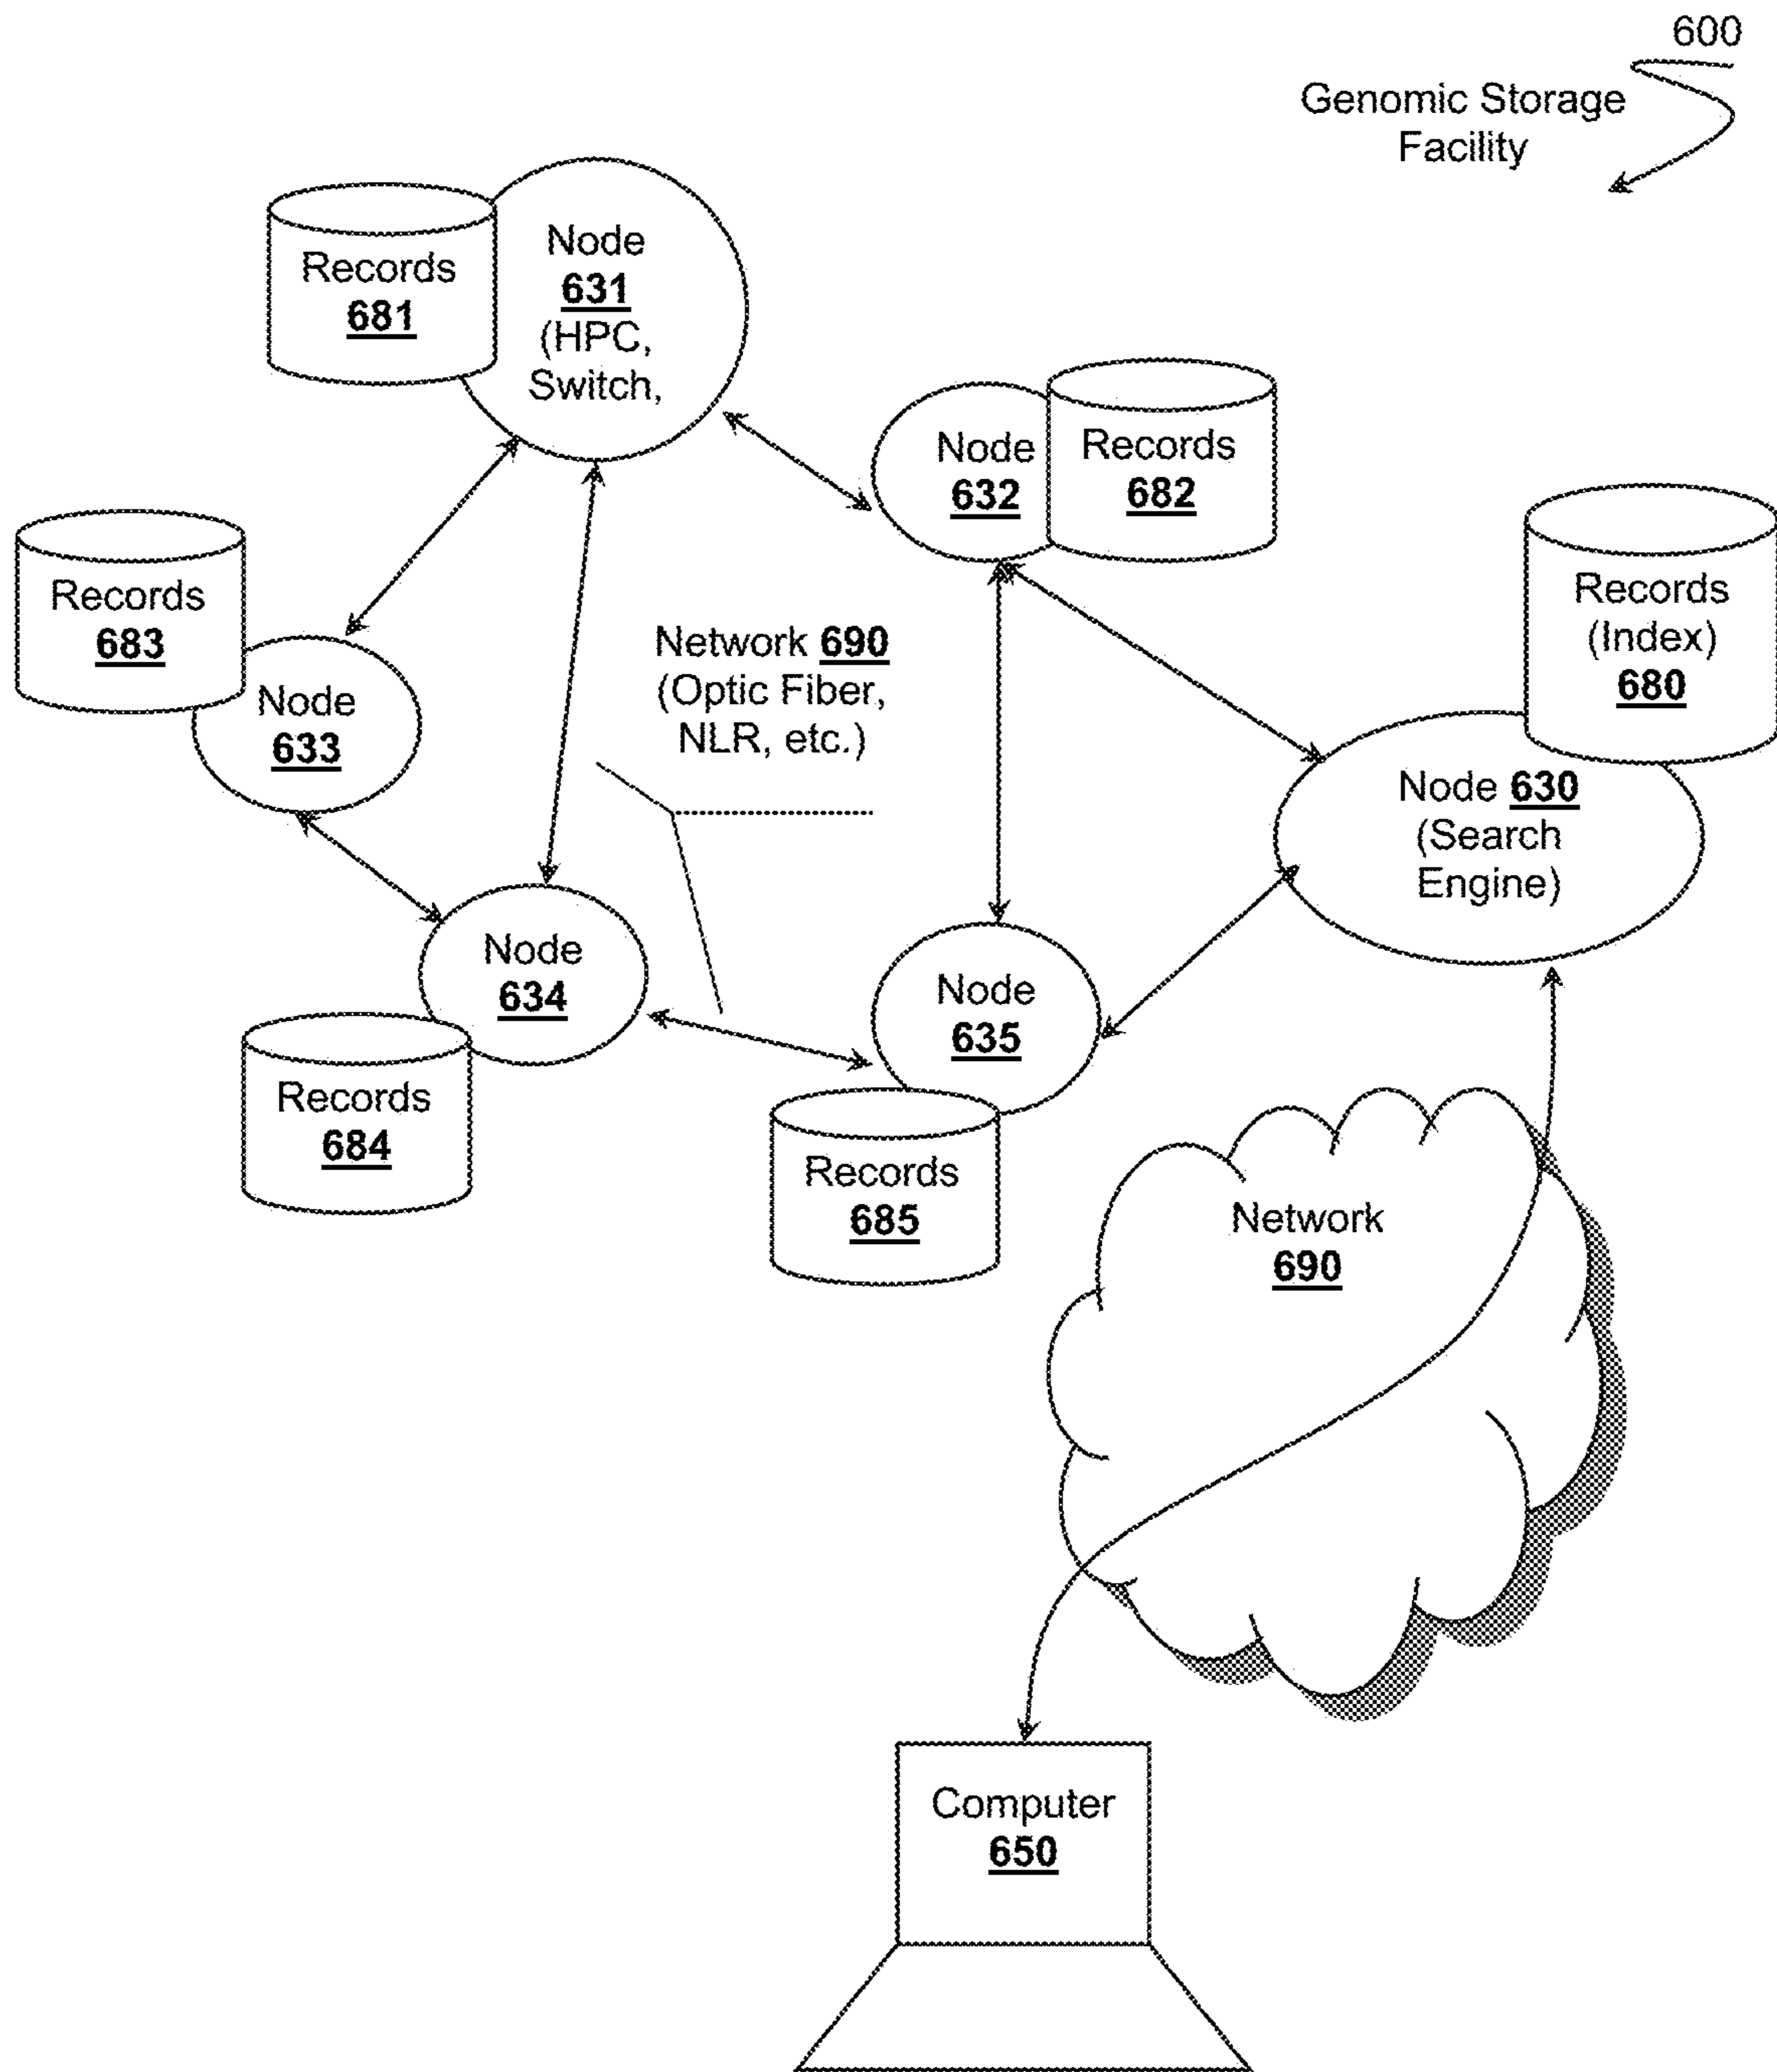 600
Genomic Storage
Facility
Node
631
(HPC,
Switch,
Records
681
Node
632
Records
682
Records
(Index)
680
Records
683
Node
633
Network 690
(Optic Fiber,
NLR, etc.)
Node 630
(Search
Engine)
Node
634
Node
635
Records
684
Records
685
Network
690
Computer
650